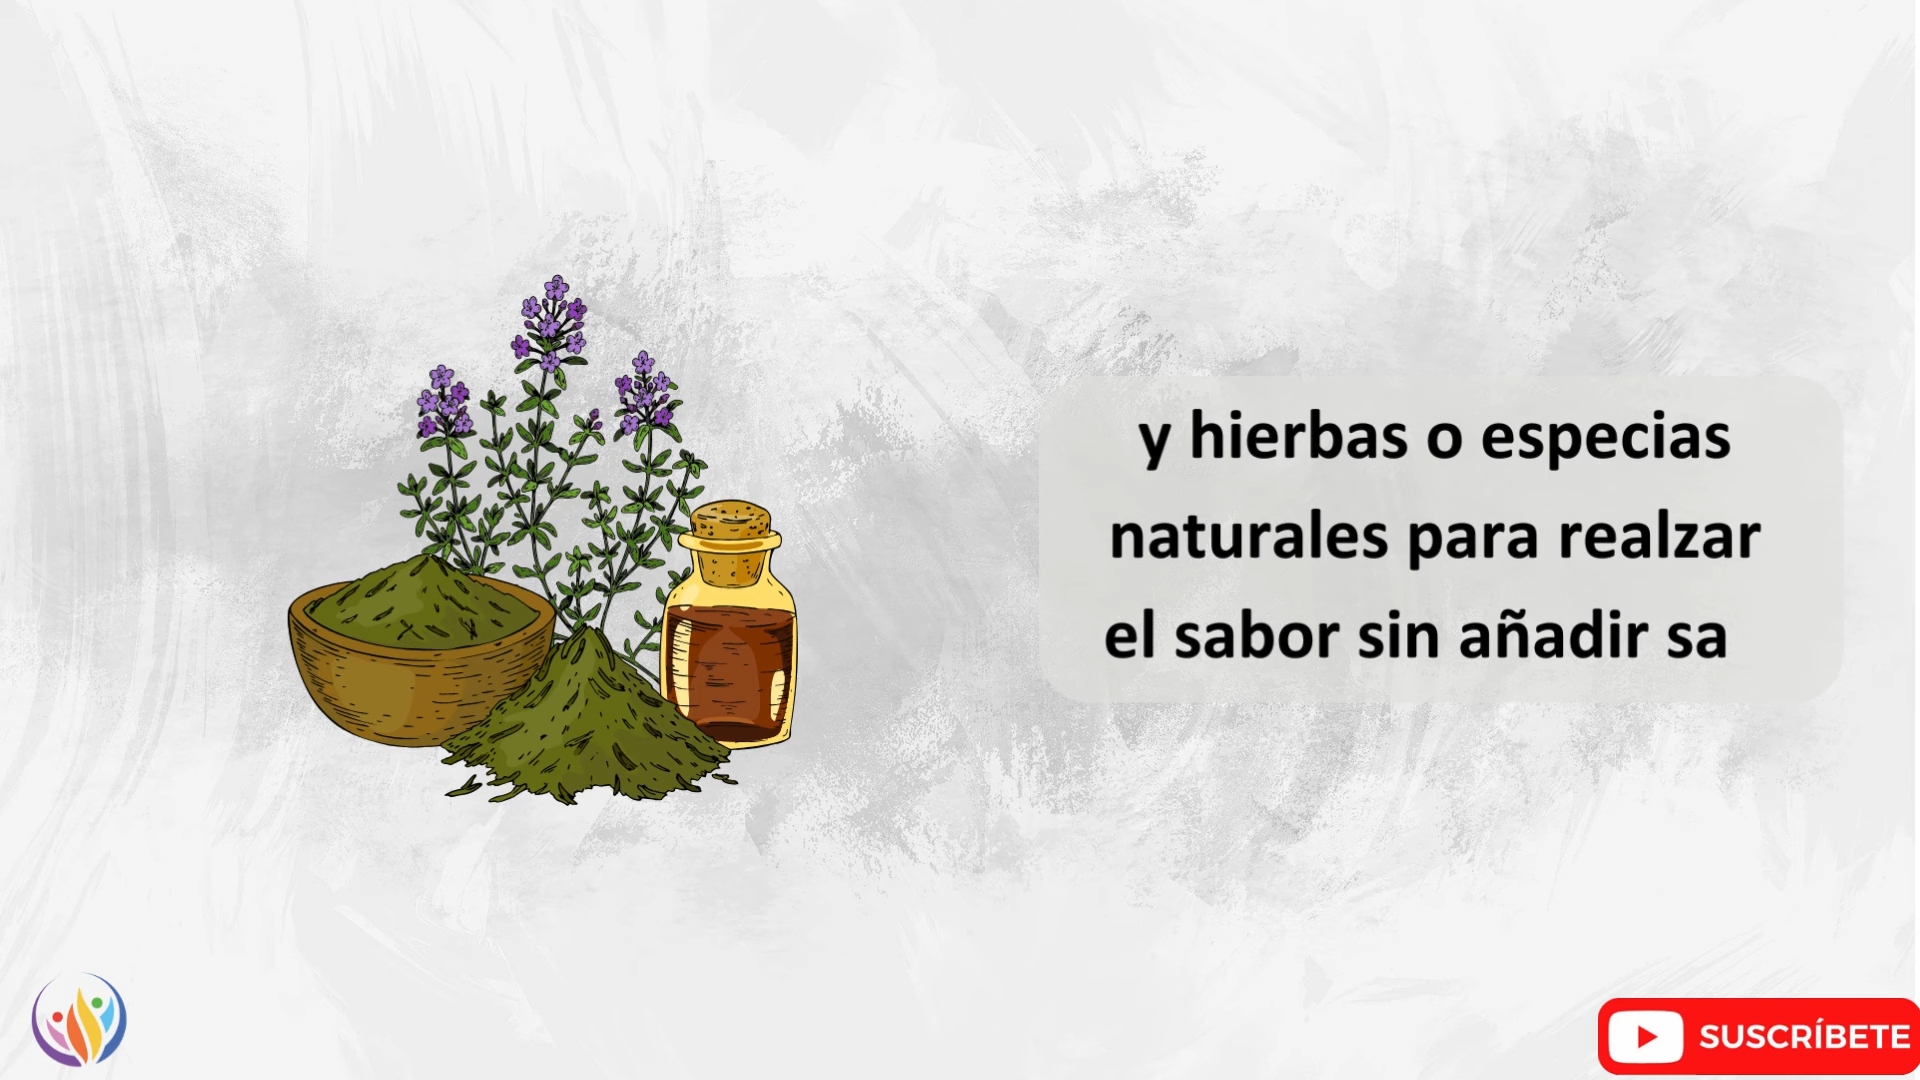 y hierbas o especias
naturales para realzar
el sabor sin añadir sa
SUSCRÍBETE